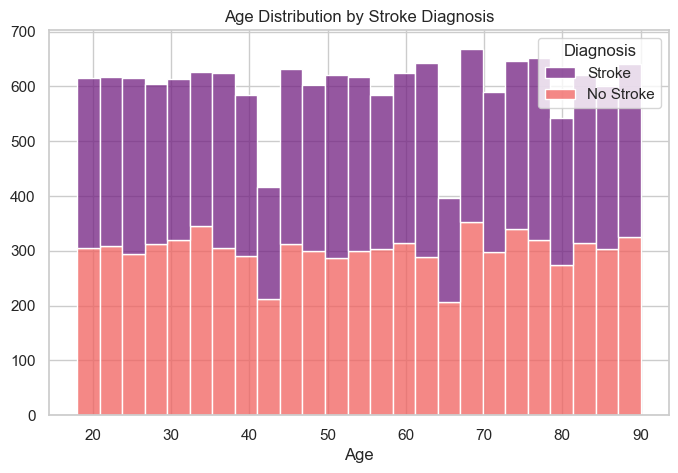 Age Distribution by Stroke Diagnosis
700
600
500
400
300
200
100
0
Diagnosis
Stroke
No Stroke
20 30 40 50 60 70 80 90
Age